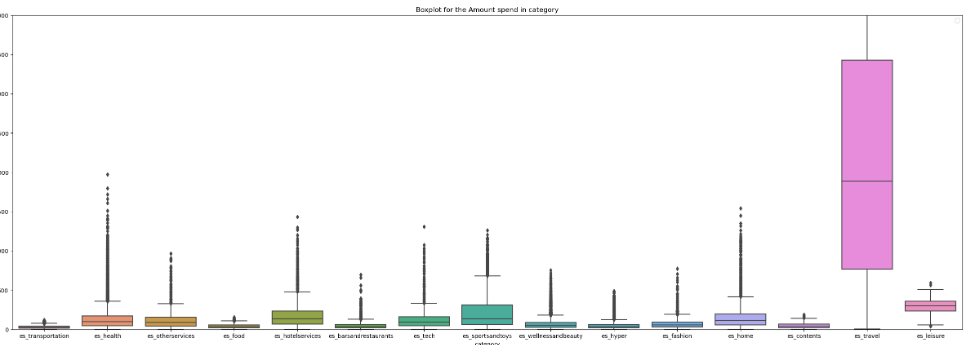 Boxplot for the Amount spend in category
0
es_transportation es_health es_otherservices es_food es_hotelservices es_barsandrestaurants es_tech es_sportsandtoys es_wellnessandbeauty es_hyper es_fashion es_home es_contents es_travel es_leisure
category